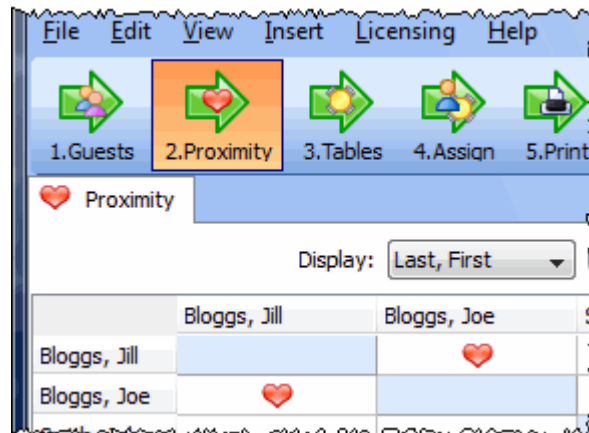 File Edit View Insert Licensing Help
1.Guests 2.Proximity 3.Tables 4.Assign 5.Print
Proximity
Display: Last, First
Bloggs, Jill Bloggs, Joe
Bloggs, Jill
Bloggs, Joe